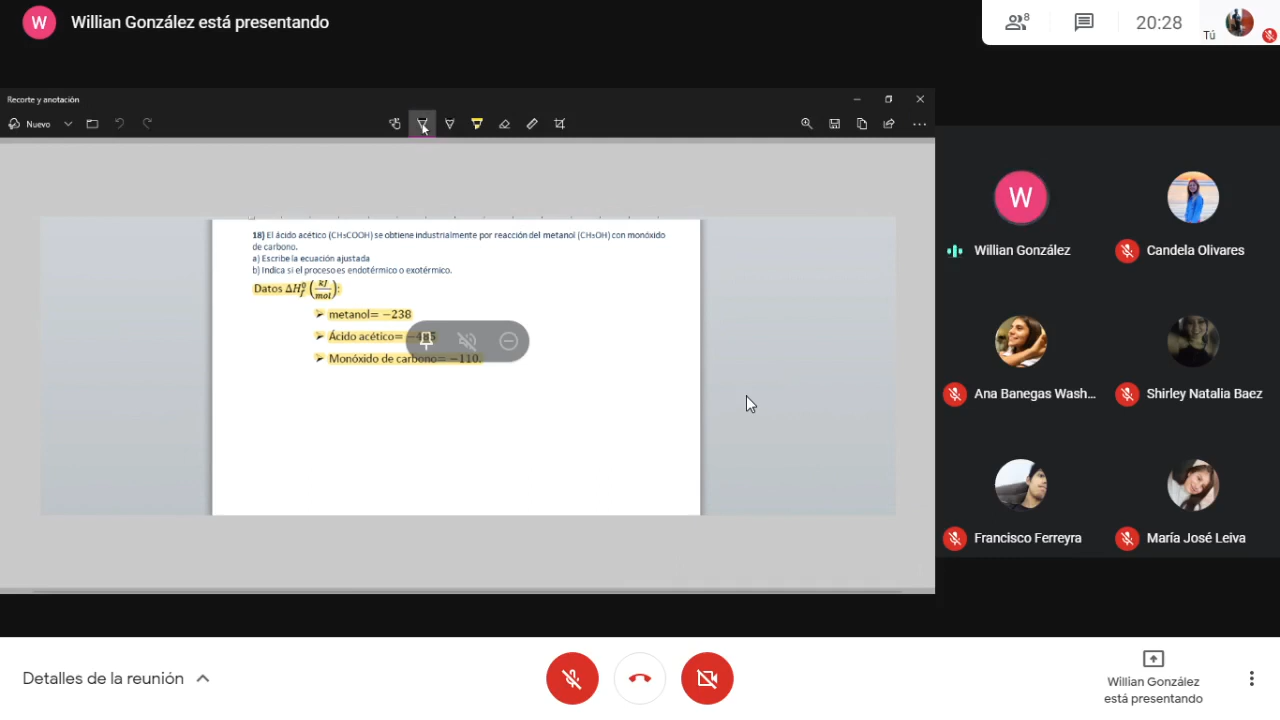 W Willian González está presentando
8
20:28
Tú
Recorte y anotación
Nuevo
18) El ácido acético (CH₃COOH) se obtiene industrialmente por reacción del metanol (CH₃OH) con monóxido
de carbono.
a) Escribe la ecuación ajustada
b) Indica si el proceso es endotérmico o exotérmico.
Datos ΔH_f^0 (kJ/mol):
➤ metanol= −238
➤ Ácido acético=
➤ Monóxido de carbono= −110.
W
Willian González
Candela Olivares
Ana Banegas Wash...
Shirley Natalia Baez
Francisco Ferreyra
María José Leiva
Detalles de la reunión
Willian González
está presentando